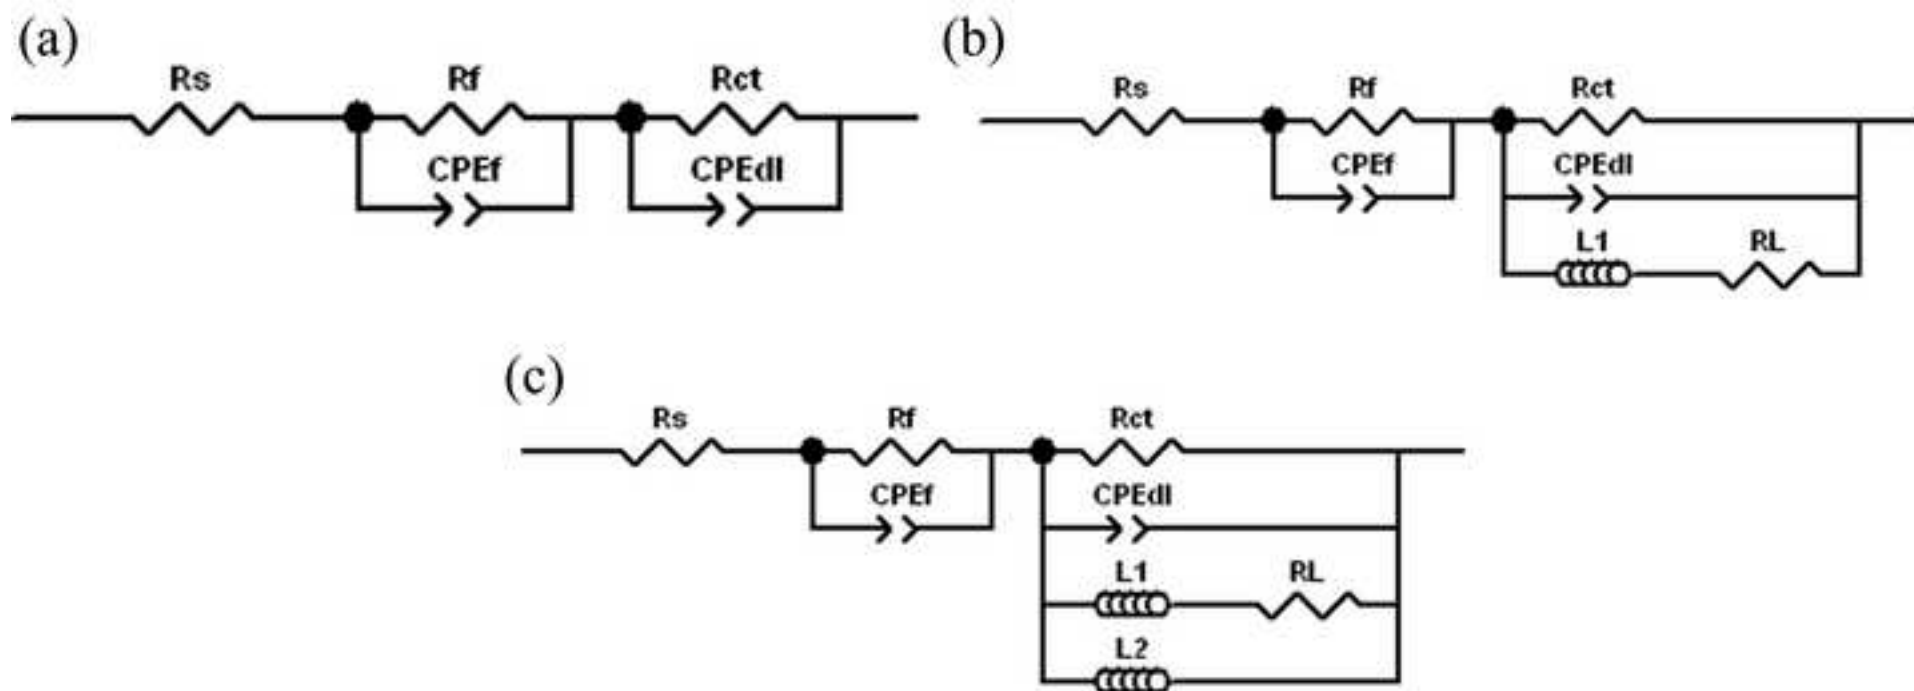 (a)
Rs Rf Rct
CPEf CPEdl
(b)
Rs Rf Rct
CPEf CPEdl
L1 RL
(c)
Rs Rf Rct
CPEf CPEdl
L1 RL
L2